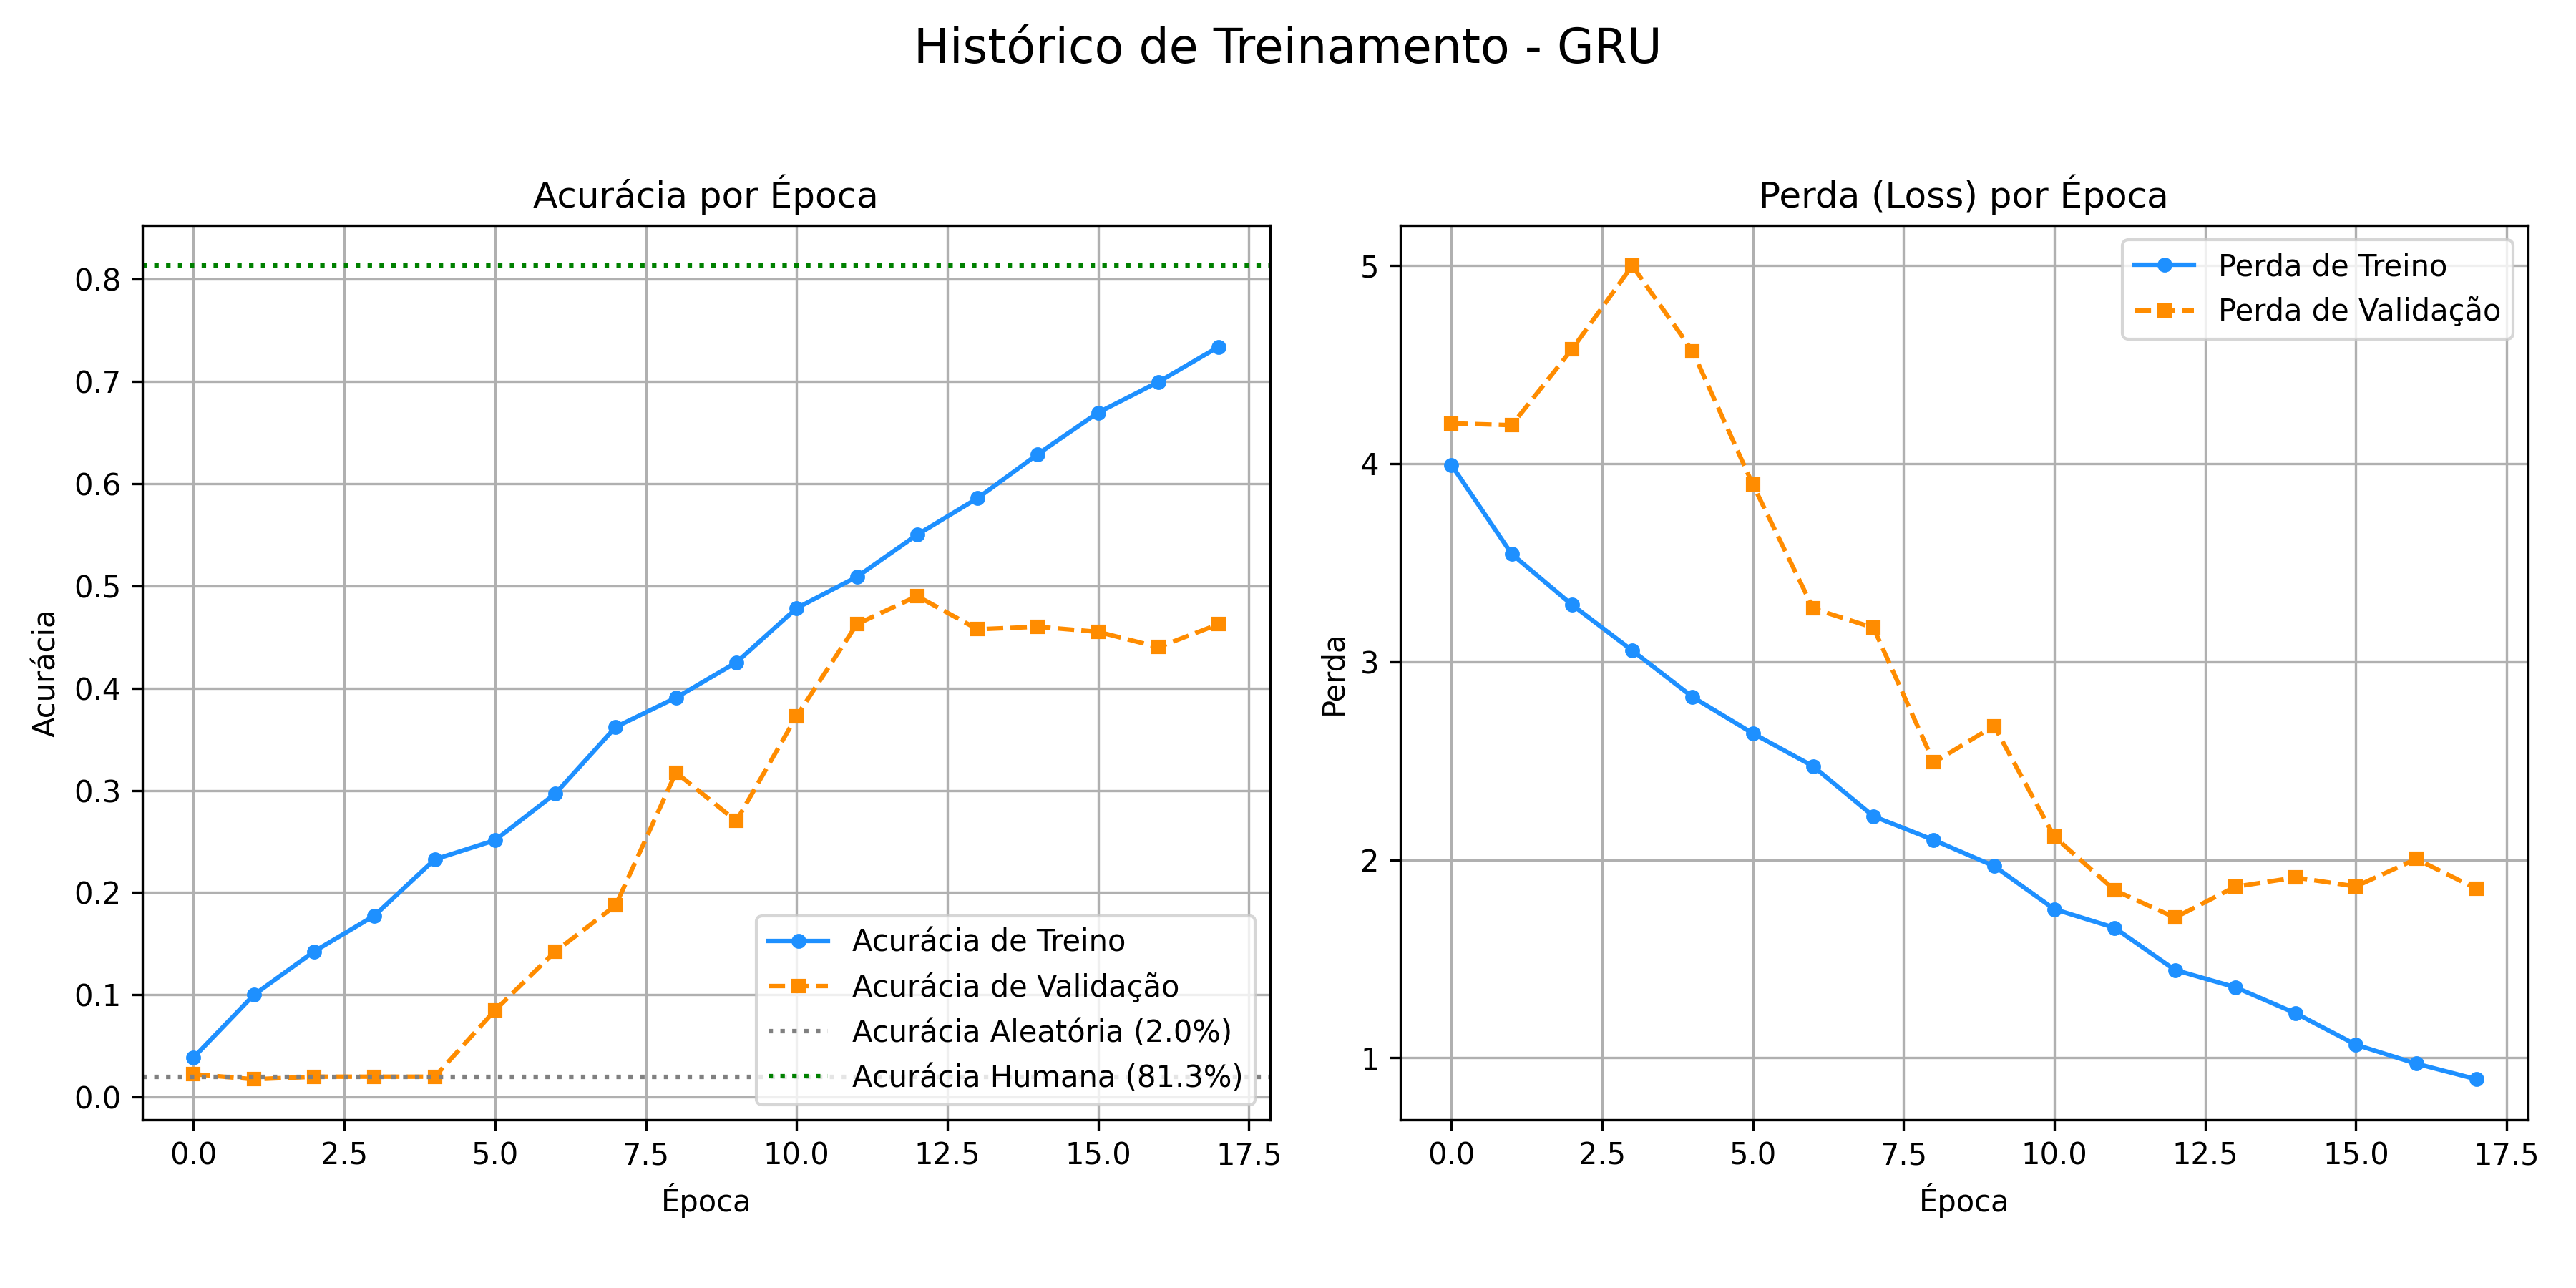 Histórico de Treinamento - GRU
Acurácia por Época
Acurácia
0.8
0.7
0.6
0.5
0.4
0.3
0.2
0.1
0.0
Acurácia de Treino
Acurácia de Validação
Acurácia Aleatória (2.0%)
Acurácia Humana (81.3%)
0.0 2.5 5.0 7.5 10.0 12.5 15.0 17.5
Época
Perda (Loss) por Época
Perda
5
4
3
2
1
Perda de Treino
Perda de Validação
0.0 2.5 5.0 7.5 10.0 12.5 15.0 17.5
Época